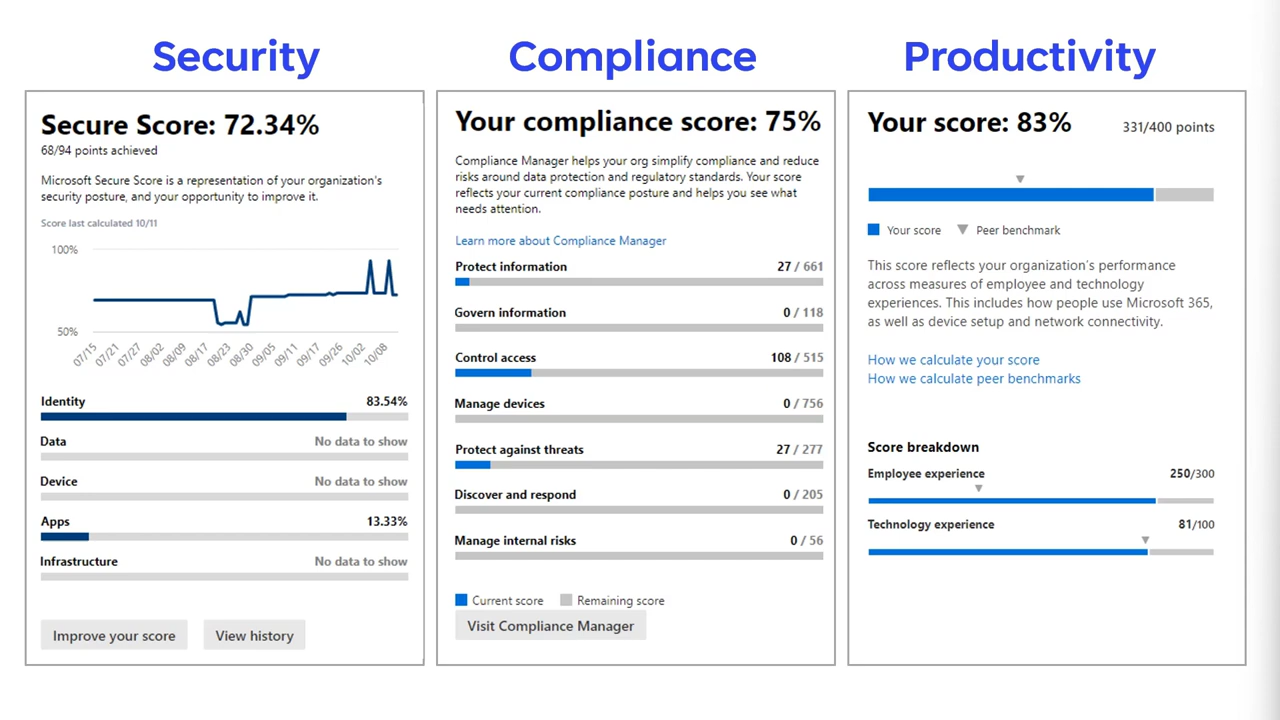 Security
Compliance
Productivity
Secure Score: 72.34%
68/94 points achieved
Microsoft Secure Score is a representation of your organization's
security posture, and your opportunity to improve it.
Score last calculated 10/11
100%
50%
07/15
07/21
07/27
08/02
08/09
08/17
08/23
08/30
09/05
09/11
09/17
09/26
10/02
10/08
Identity 83.54%
Data No data to show
Device No data to show
Apps 13.33%
Infrastructure No data to show
Improve your score
View history
Your compliance score: 75%
Compliance Manager helps your org simplify compliance and reduce
risks around data protection and regulatory standards. Your score
reflects your current compliance posture and helps you see what
needs attention.
Learn more about Compliance Manager
Protect information 27 / 661
Govern information 0 / 118
Control access 108 / 515
Manage devices 0 / 756
Protect against threats 27 / 277
Discover and respond 0 / 205
Manage internal risks 0 / 56
Current score Remaining score
Visit Compliance Manager
Your score: 83% 331/400 points
Your score Peer benchmark
This score reflects your organization's performance
across measures of employee and technology
experiences. This includes how people use Microsoft 365,
as well as device setup and network connectivity.
How we calculate your score
How we calculate peer benchmarks
Score breakdown
Employee experience 250/300
Technology experience 81/100